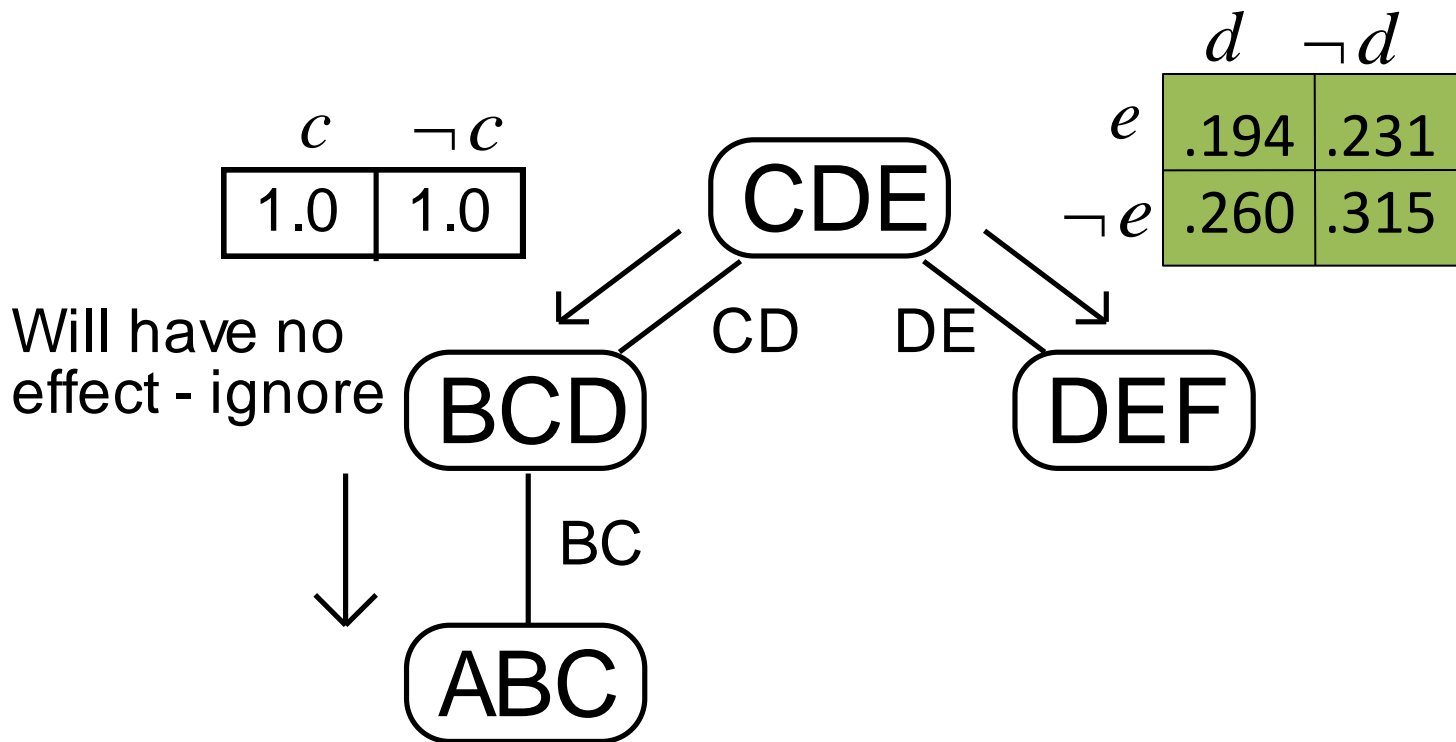 d ¬d
e .194 .231
¬e .260 .315
c ¬c
1.0 1.0
CDE
Will have no
effect - ignore
CD
DE
BCD
DEF
BC
ABC